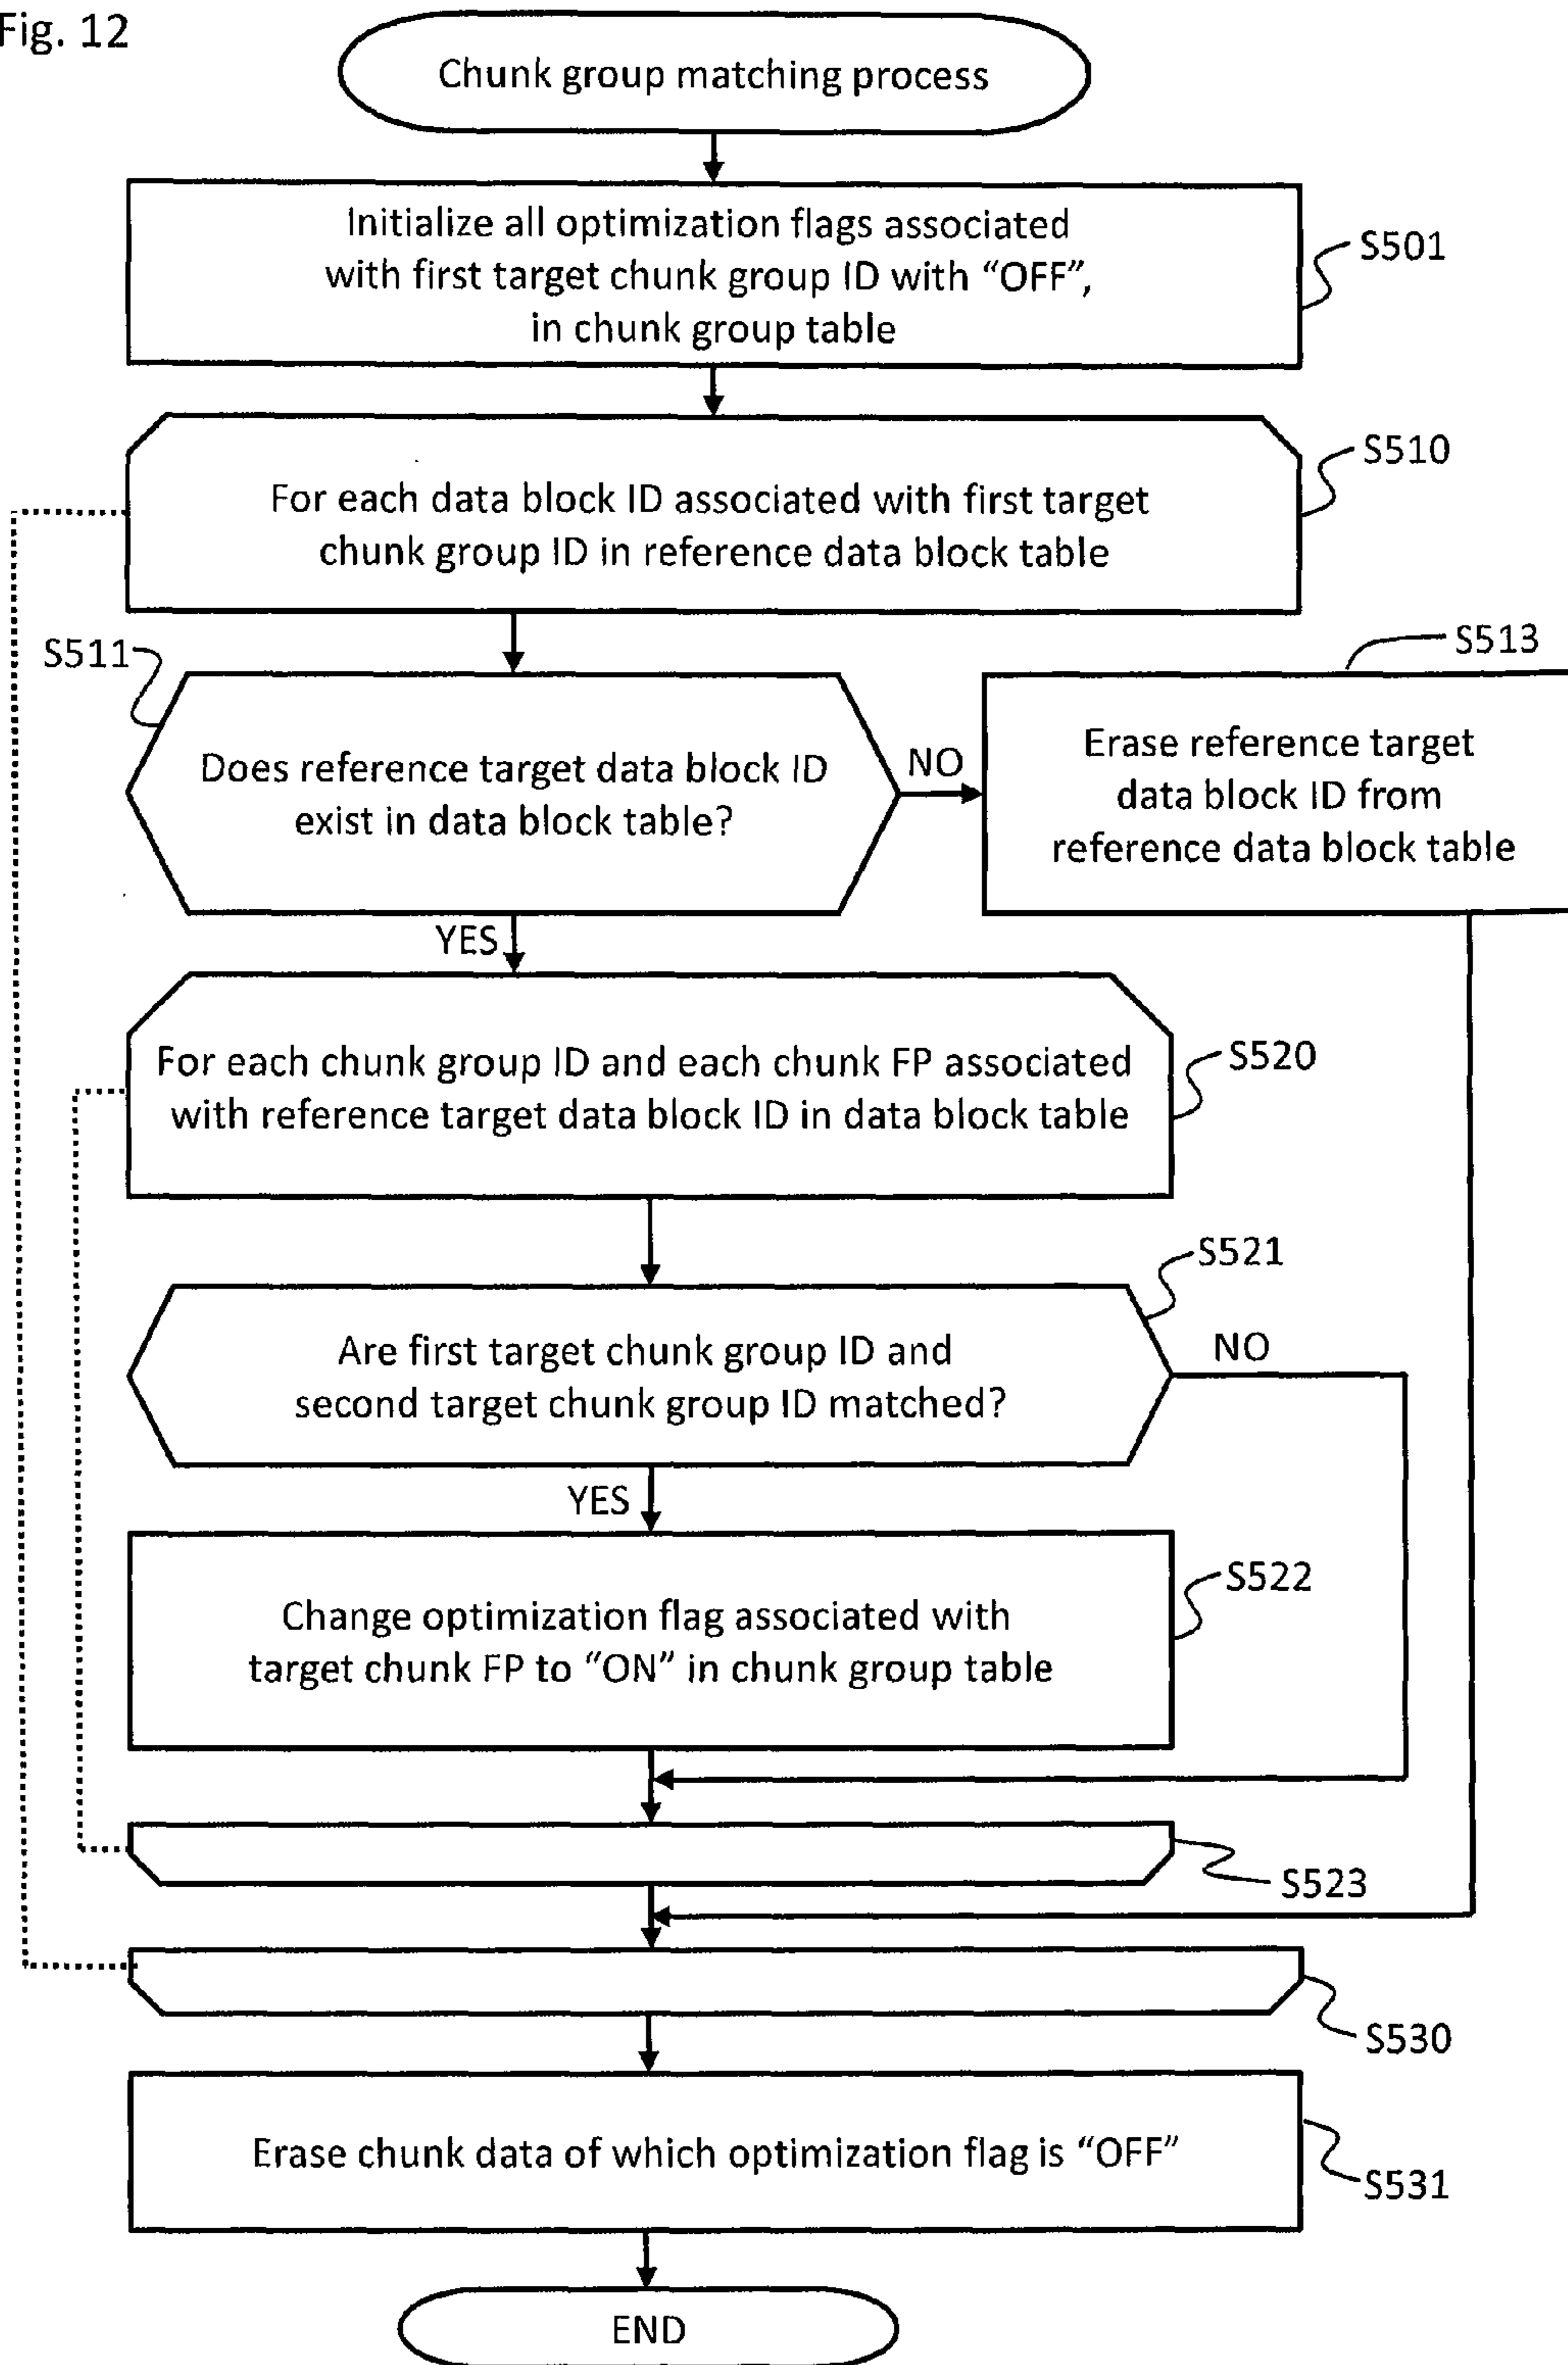 Fig. 12
Chunk group matching process
Initialize all optimization flags associated
with first target chunk group ID with “OFF”,
in chunk group table
S501
S510
For each data block ID associated with first target
chunk group ID in reference data block table
S511
S513
Does reference target data block ID
exist in data block table?
NO
Erase reference target
data block ID from
reference data block table
YES
For each chunk group ID and each chunk FP associated
with reference target data block ID in data block table
S520
S521
Are first target chunk group ID and
second target chunk group ID matched?
NO
YES
Change optimization flag associated with
target chunk FP to “ON” in chunk group table
S522
S523
S530
Erase chunk data of which optimization flag is “OFF”
S531
END